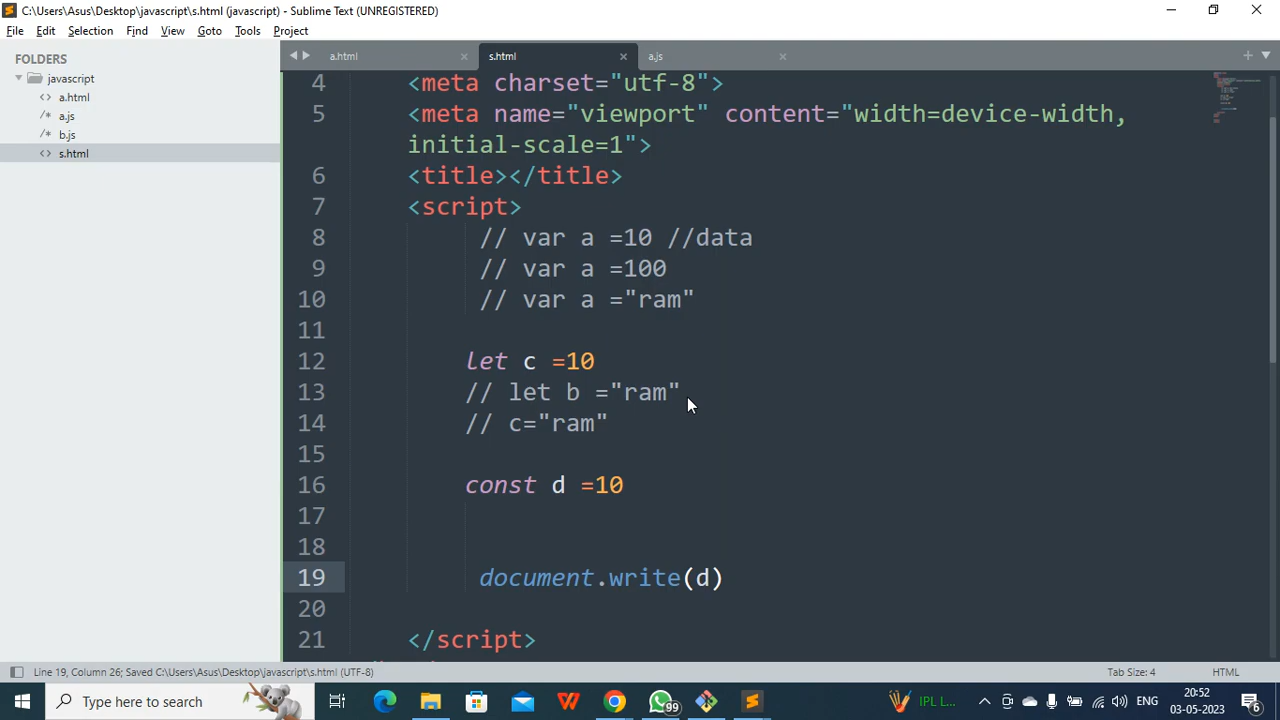 C:\Users\Asus\Desktop\javascript\s.html (javascript) - Sublime Text (UNREGISTERED)
File Edit Selection Find View Goto Tools Project
FOLDERS
javascript
a.html
a.js
b.js
s.html
a.html s.html a.js
4 <meta charset="utf-8">
5 <meta name="viewport" content="width=device-width,
initial-scale=1">
6 <title></title>
7 <script>
8 // var a =10 //data
9 // var a =100
10 // var a ="ram"
11
12 let c =10
13 // let b ="ram"
14 // c="ram"
15
16 const d =10
17
18
19 document.write(d)
20
21 </script>
Line 19, Column 26; Saved C:\Users\Asus\Desktop\javascript\s.html (UTF-8) Tab Size: 4 HTML
Type here to search 99 IPL L... ENG 20:52
03-05-2023 6